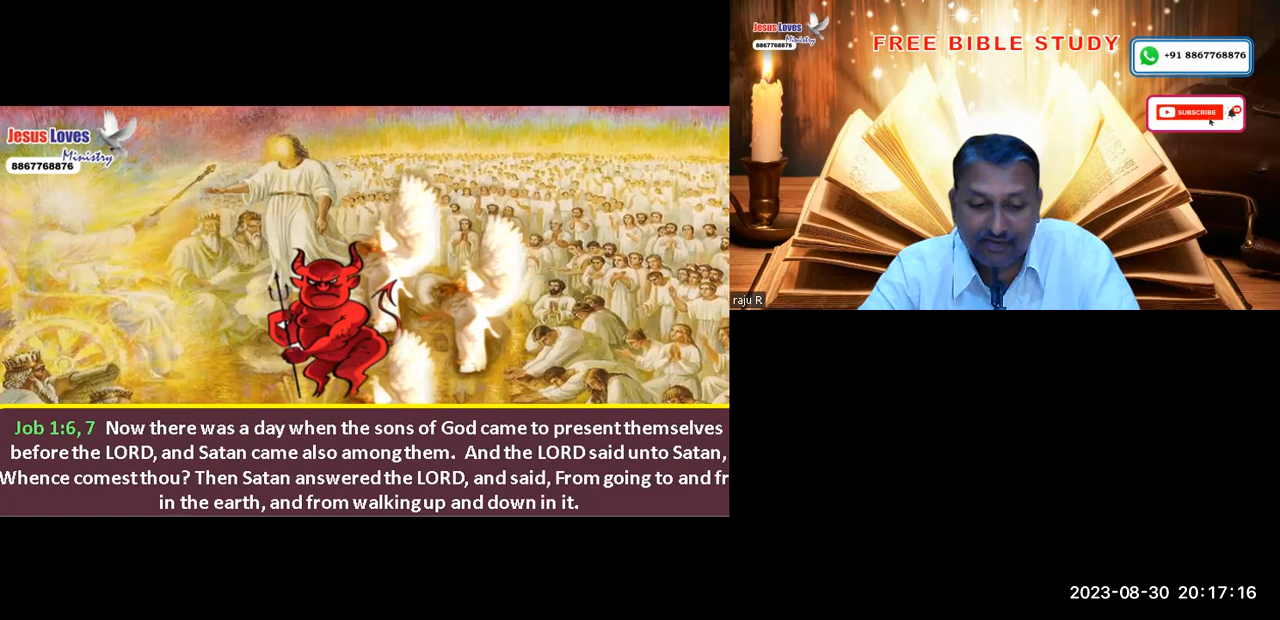 Jesus Loves
Ministry
8867768876
Job 1:6, 7 Now there was a day when the sons of God came to present themselves
before the LORD, and Satan came also among them. And the LORD said unto Satan,
Whence comest thou? Then Satan answered the LORD, and said, From going to and fr
in the earth, and from walking up and down in it.
Jesus Loves
Ministry
8867768876
FREE BIBLE STUDY
+91 8867768876
SUBSCRIBE
raju R
2023-08-30 20:17:16